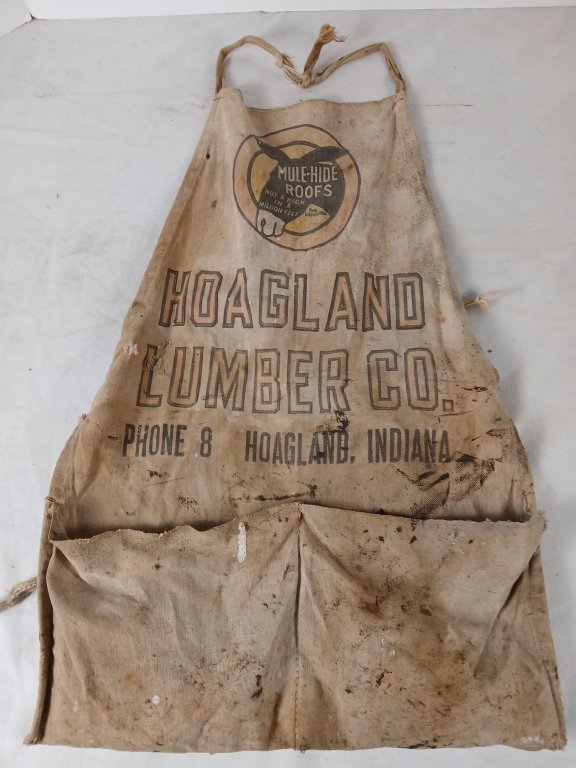 MULE-HIDE
ROOFS
NOT A KICK
IN A
MILLION FEET
HOAGLAND
LUMBER CO.
PHONE 8 HOAGLAND, INDIANA